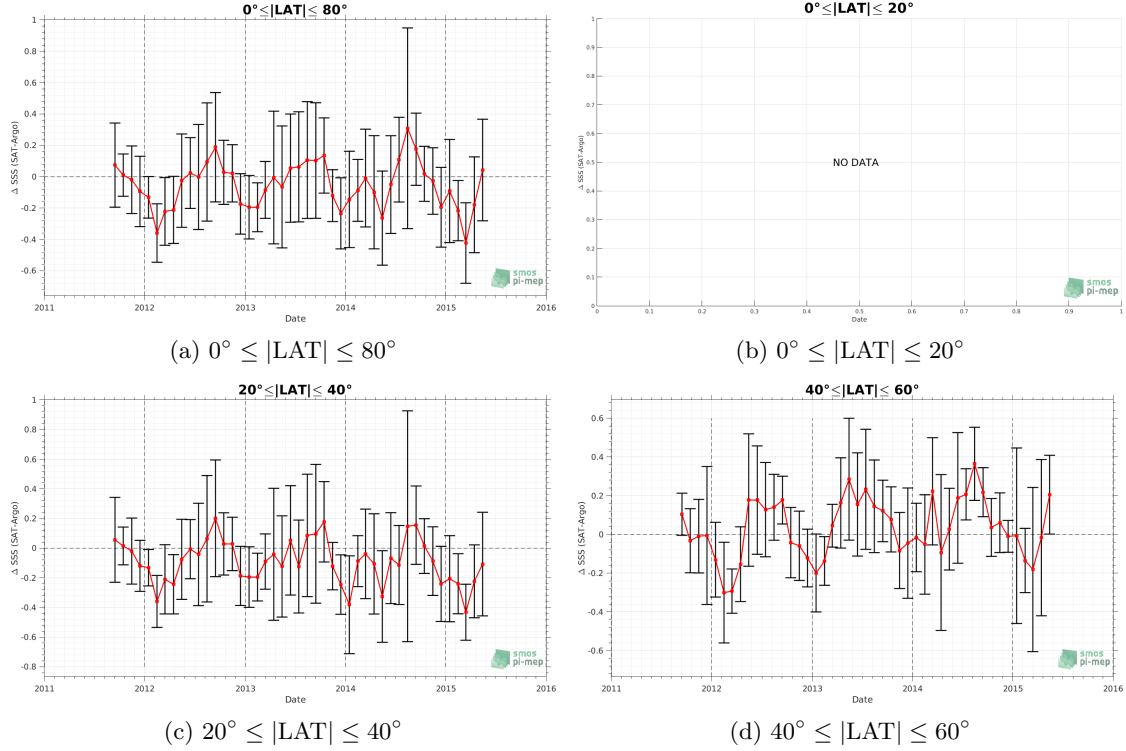 0°≤|LAT|≤ 80°
1
0.8
0.6
0.4
0.2
0
-0.2
-0.4
-0.6
Δ SSS (SAT-Argo)
smos
pi-mep
2011 2012 2013 2014 2015 2016
Date
(a) 0° ≤ |LAT| ≤ 80°
0°≤|LAT|≤ 20°
1
0.9
0.8
0.7
0.6
0.5
0.4
0.3
0.2
0.1
0
Δ SSS (SAT-Argo)
NO DATA
smos
pi-mep
0 0.1 0.2 0.3 0.4 0.5 0.6 0.7 0.8 0.9 1
Date
(b) 0° ≤ |LAT| ≤ 20°
20°≤|LAT|≤ 40°
1
0.8
0.6
0.4
0.2
0
-0.2
-0.4
-0.6
-0.8
Δ SSS (SAT-Argo)
smos
pi-mep
2011 2012 2013 2014 2015 2016
Date
(c) 20° ≤ |LAT| ≤ 40°
40°≤|LAT|≤ 60°
0.6
0.4
0.2
0
-0.2
-0.4
-0.6
Δ SSS (SAT-Argo)
smos
pi-mep
2011 2012 2013 2014 2015 2016
Date
(d) 40° ≤ |LAT| ≤ 60°